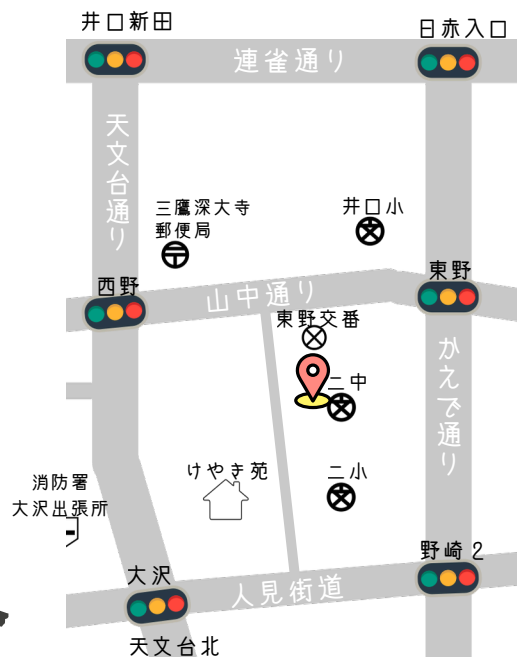 井口新田
日赤入口
連雀通り
天文台通り
三鷹深大寺
郵便局
井口小
西野
山中通り
東野
東野交番
かえで通り
二中
けやき苑
二小
消防署
大沢出張所
野崎2
大沢
人見街道
天文台北